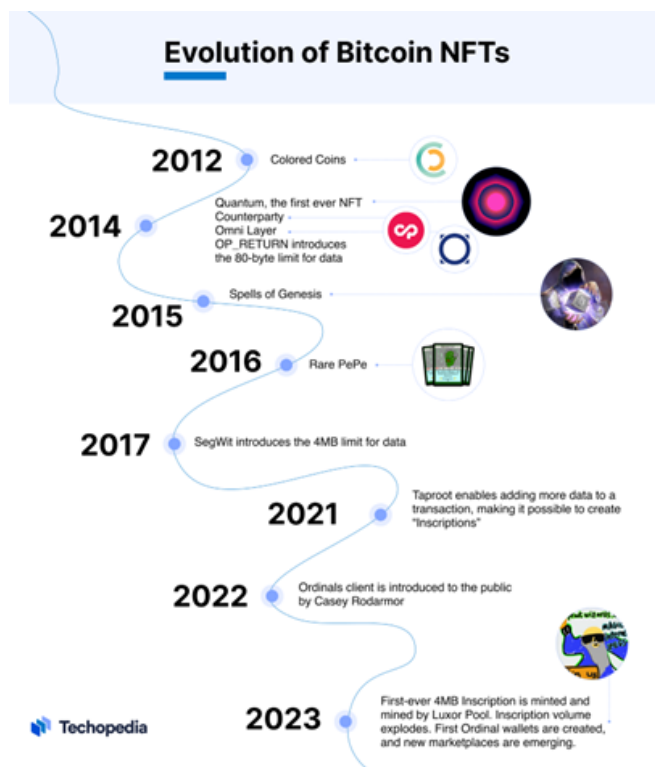 Evolution of Bitcoin NFTs
2012
Colored Coins
2014
Quantum, the first ever NFT
Counterparty
Omni Layer
OP_RETURN introduces
the 80-byte limit for data
2015
Spells of Genesis
2016
Rare PePe
2017
SegWit introduces the 4MB limit for data
2021
Taproot enables adding more data to a
transaction, making it possible to create
"Inscriptions"
2022
Ordinals client is introduced to the public
by Casey Rodarmor
2023
First-ever 4MB Inscription is minted and
mined by Luxor Pool. Inscription volume
explodes. First Ordinal wallets are created,
and new marketplaces are emerging.
Techopedia